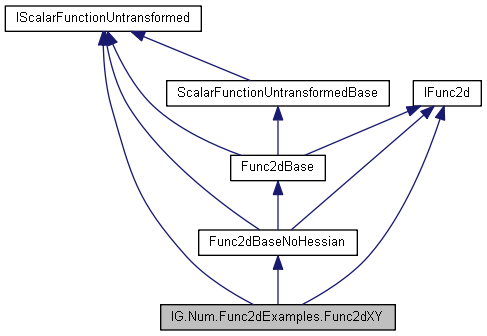 IScalarFunctionUntransformed
ScalarFunctionUntransformedBase
IFunc2d
Func2dBase
Func2dBaseNoHessian
IG.Num.Func2dExamples.Func2dXY